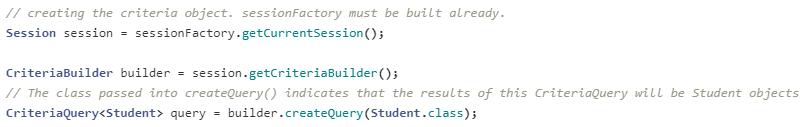 // creating the criteria object. sessionFactory must be built already.
Session session = sessionFactory.getCurrentSession();
CriteriaBuilder builder = session.getCriteriaBuilder();
// The class passed into createQuery() indicates that the results of this CriteriaQuery will be Student objects
CriteriaQuery<Student> query = builder.createQuery(Student.class);